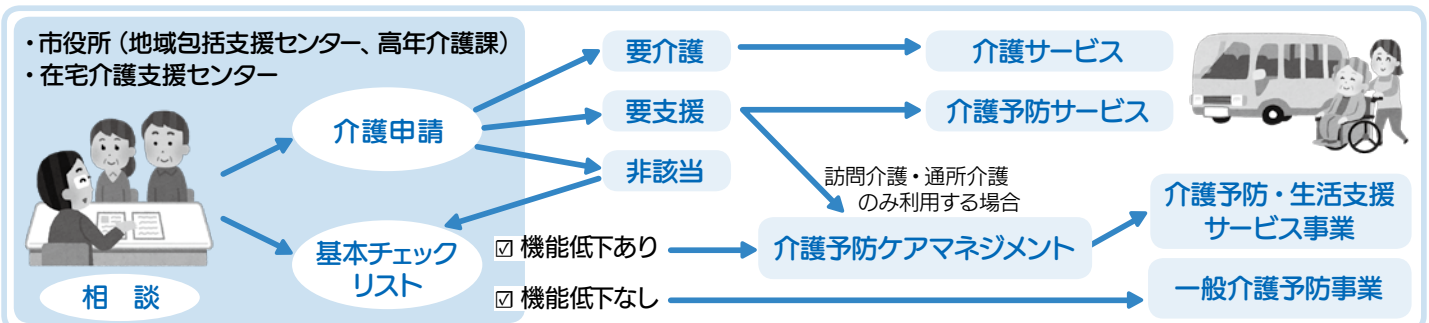 ・市役所（地域包括支援センター、高年介護課）
・在宅介護支援センター
相　談
介護申請
基本チェック
リスト
要介護
要支援
非該当
介護サービス
介護予防サービス
訪問介護・通所介護
のみ利用する場合
☑ 機能低下あり
介護予防ケアマネジメント
介護予防・生活支援
サービス事業
☑ 機能低下なし
一般介護予防事業